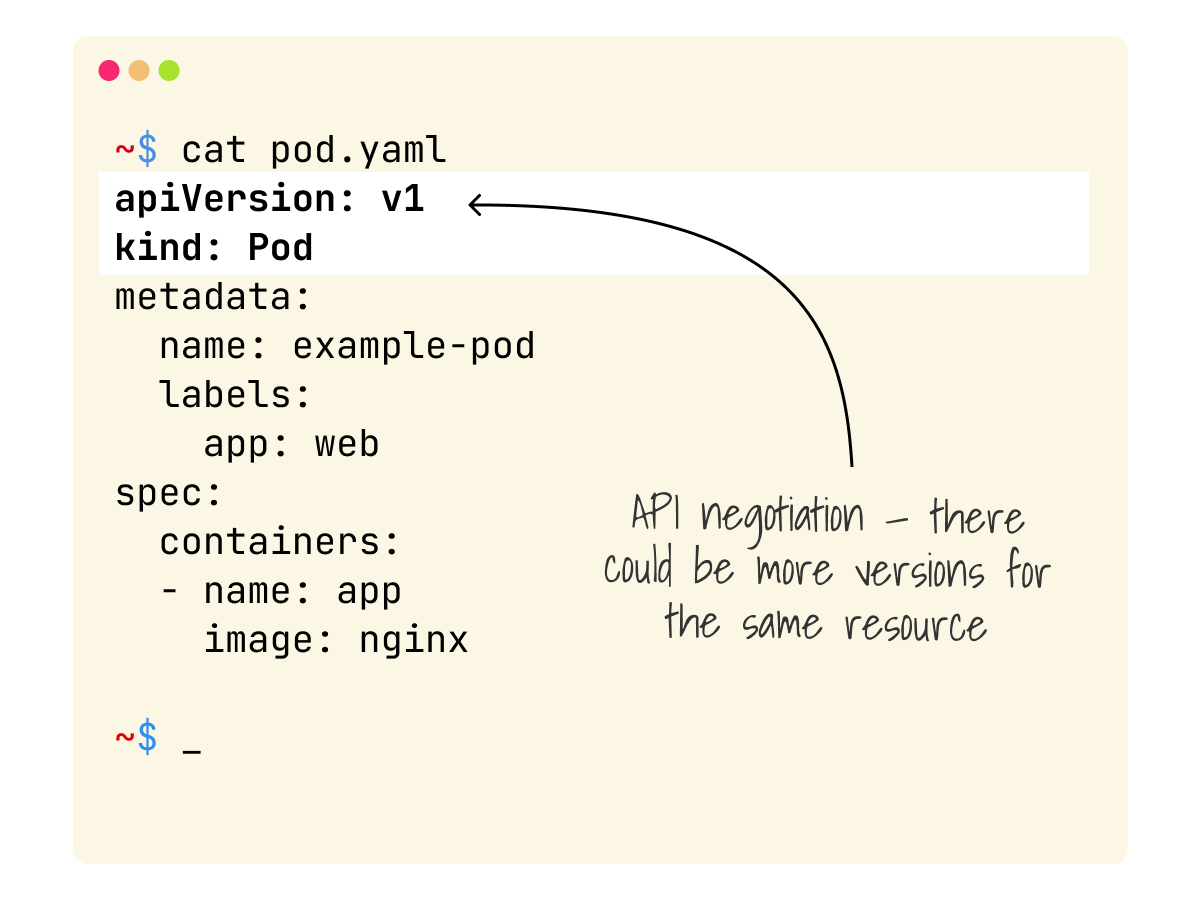 ~$ cat pod.yaml
apiVersion: v1
kind: Pod
metadata:
  name: example-pod
  labels:
    app: web
spec:
  containers:
  - name: app
    image: nginx
~$ _
API negotiation – there
could be more versions for
the same resource